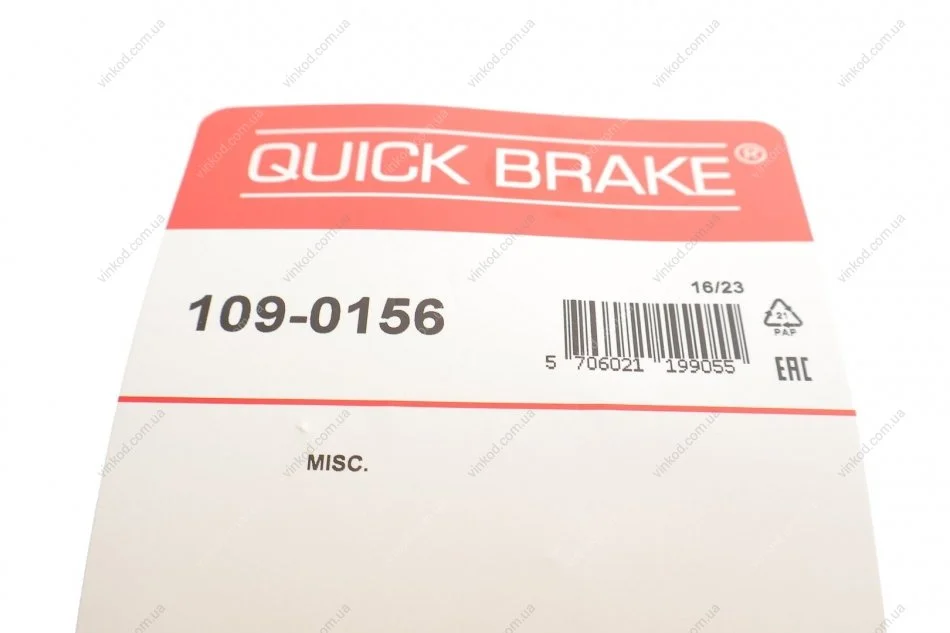 QUICK BRAKE®
109-0156
16/23
5 706021 199055
21
PAP
EAC
MISC.
vinkod.com.ua